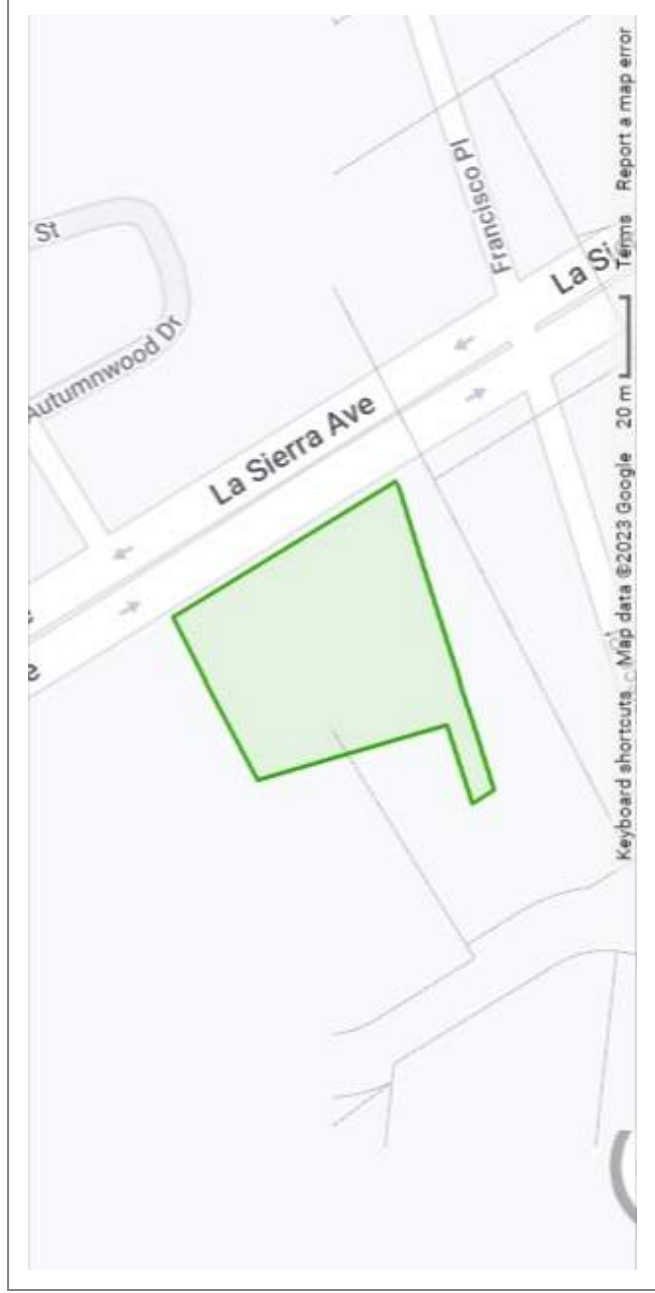 St
Francisco Pl
La Si
Autumnwood Dr
La Sierra Ave
e
e
Keyboard shortcuts Map data ©2023 Google 20 m Terms Report a map error